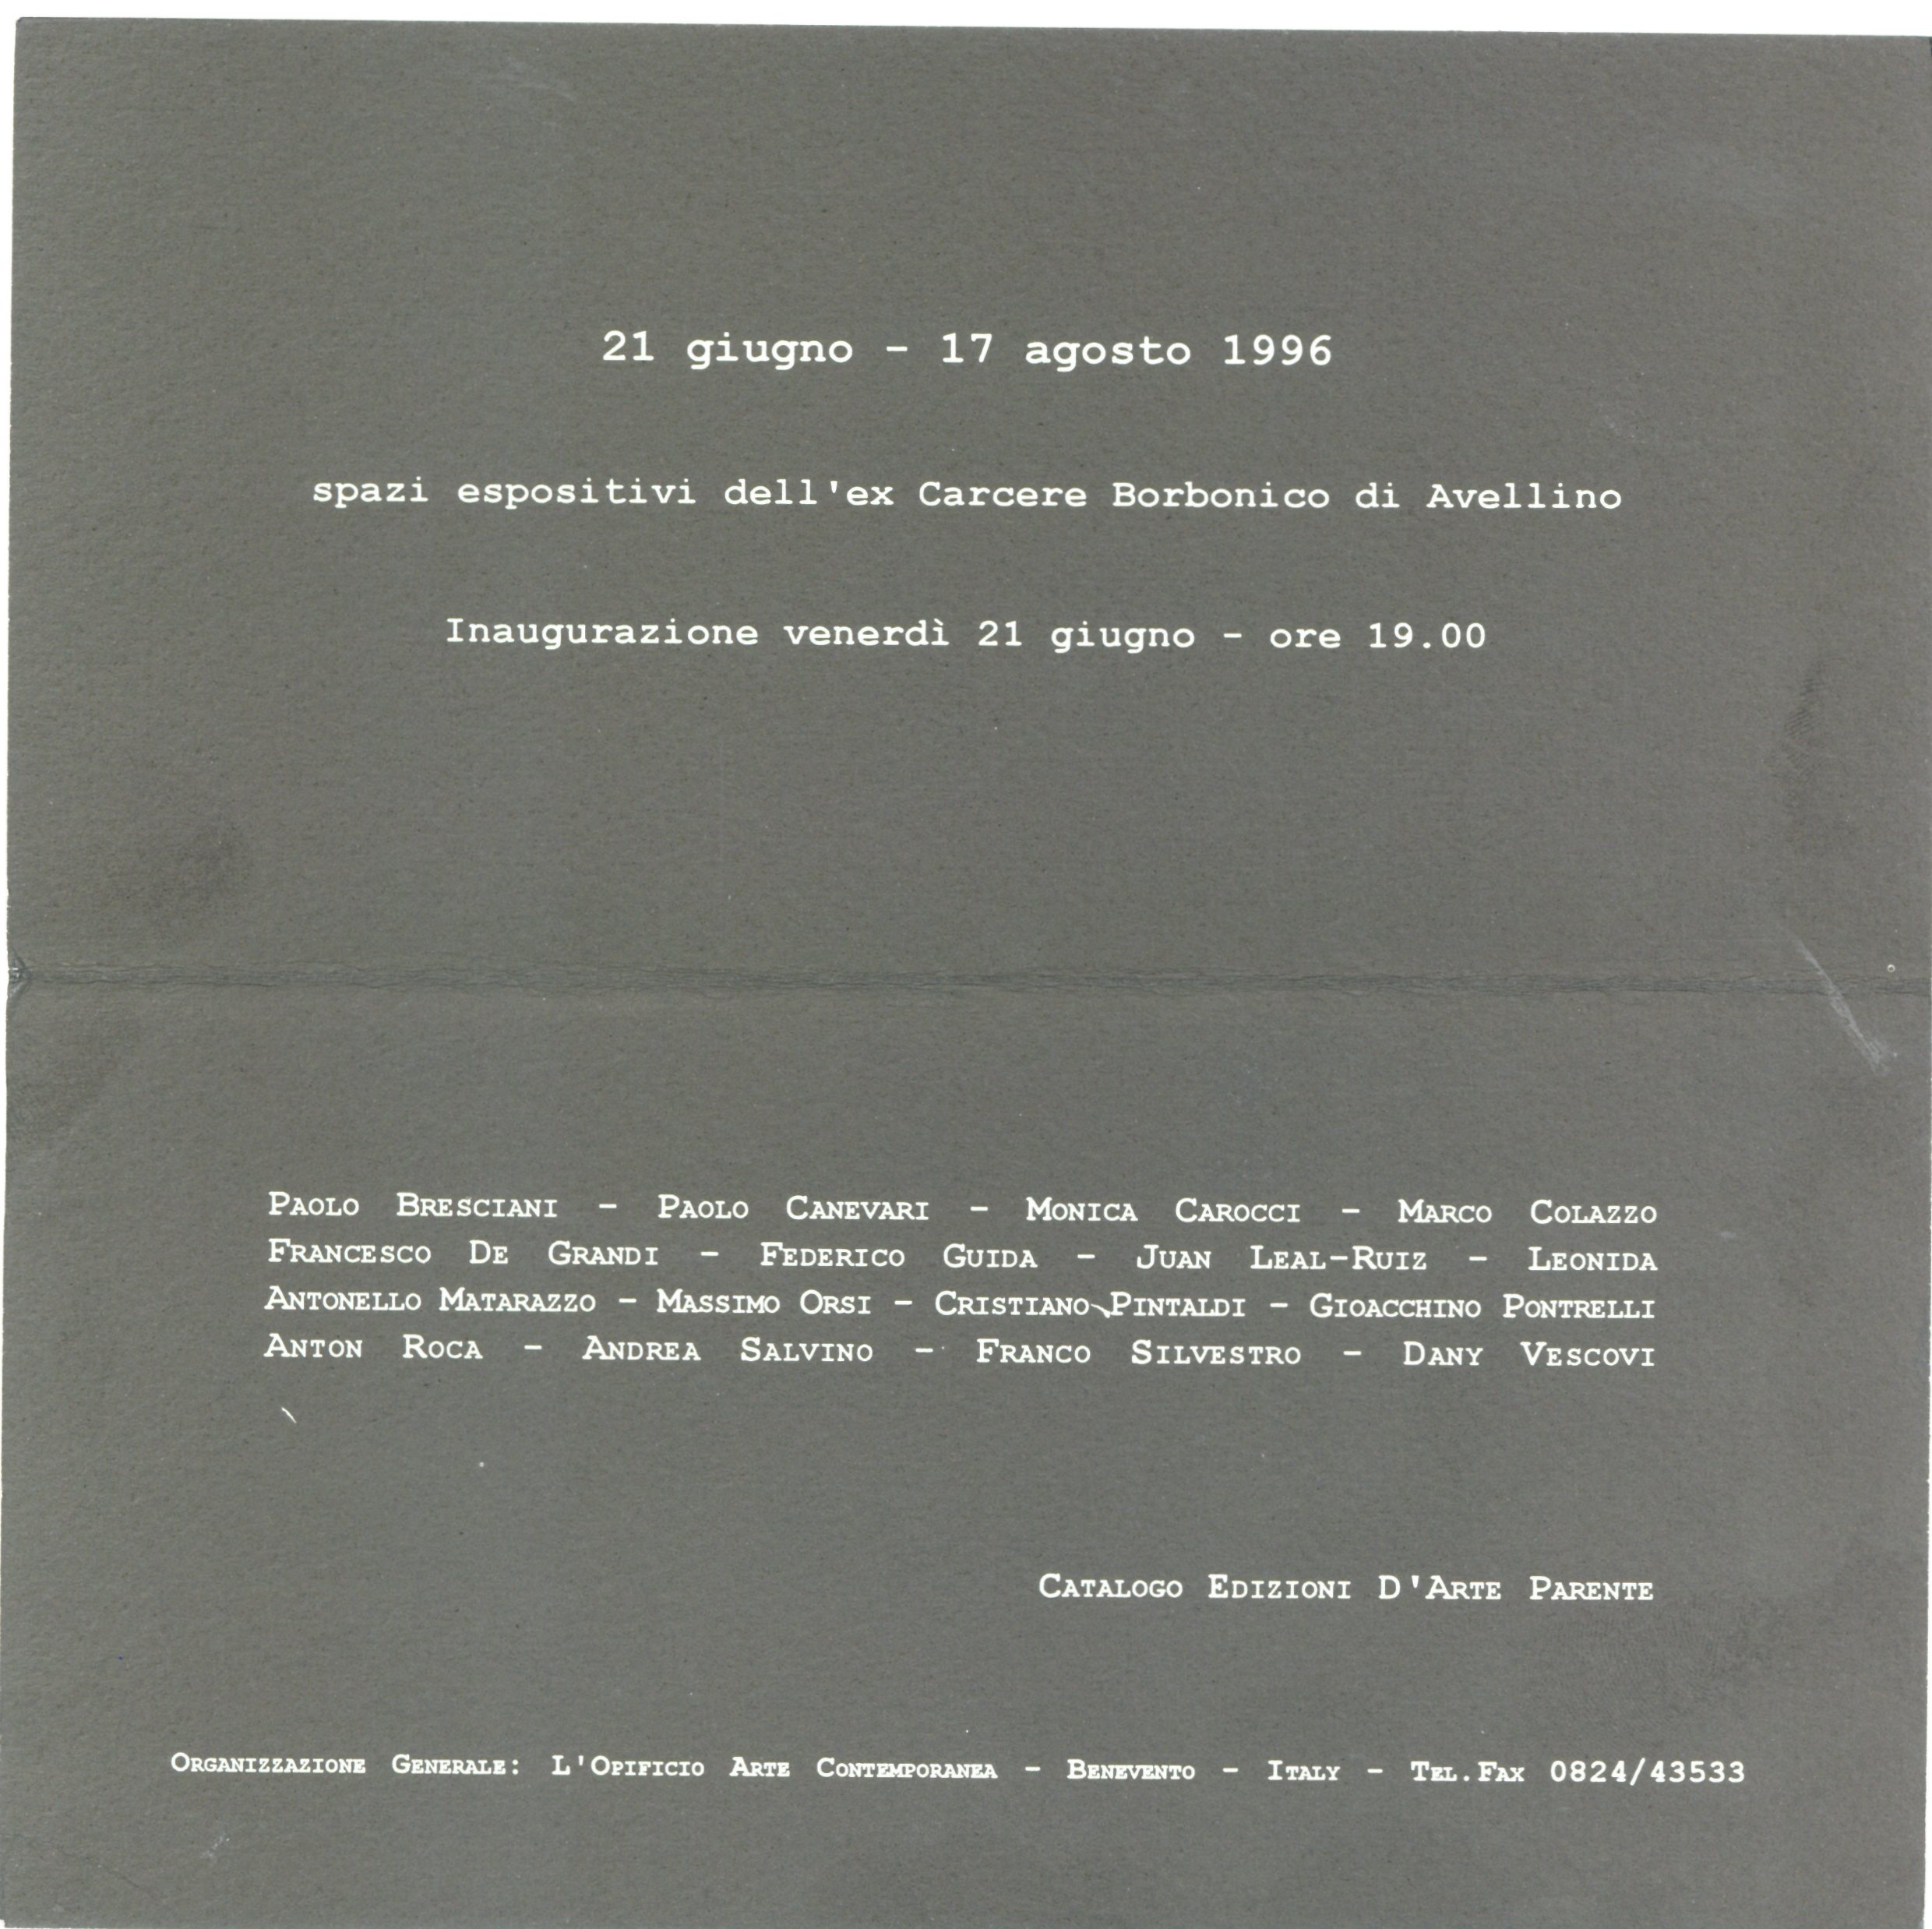 21 giugno - 17 agosto 1996
spazi espositivi dell'ex Carcere Borbonico di Avellino
Inaugurazione venerdì 21 giugno - ore 19.00
PAOLO BRESCIANI - PAOLO CANEVARI - MONICA CAROCCI - MARCO COLAZZO
FRANCESCO DE GRANDI - FEDERICO GUIDA - JUAN LEAL-RUIZ - LEONIDA
ANTONELLO MATARAZZO - MASSIMO ORSI - CRISTIANO PINTALDI - GIOACCHINO PONTRELLI
ANTON ROCA - ANDREA SALVINO - FRANCO SILVESTRO - DANY VESCOVI
CATALOGO EDIZIONI D'ARTE PARENTE
ORGANIZZAZIONE GENERALE: L'OPIFICIO ARTE CONTEMPORANEA - BENEVENTO - ITALY - TEL.FAX 0824/43533